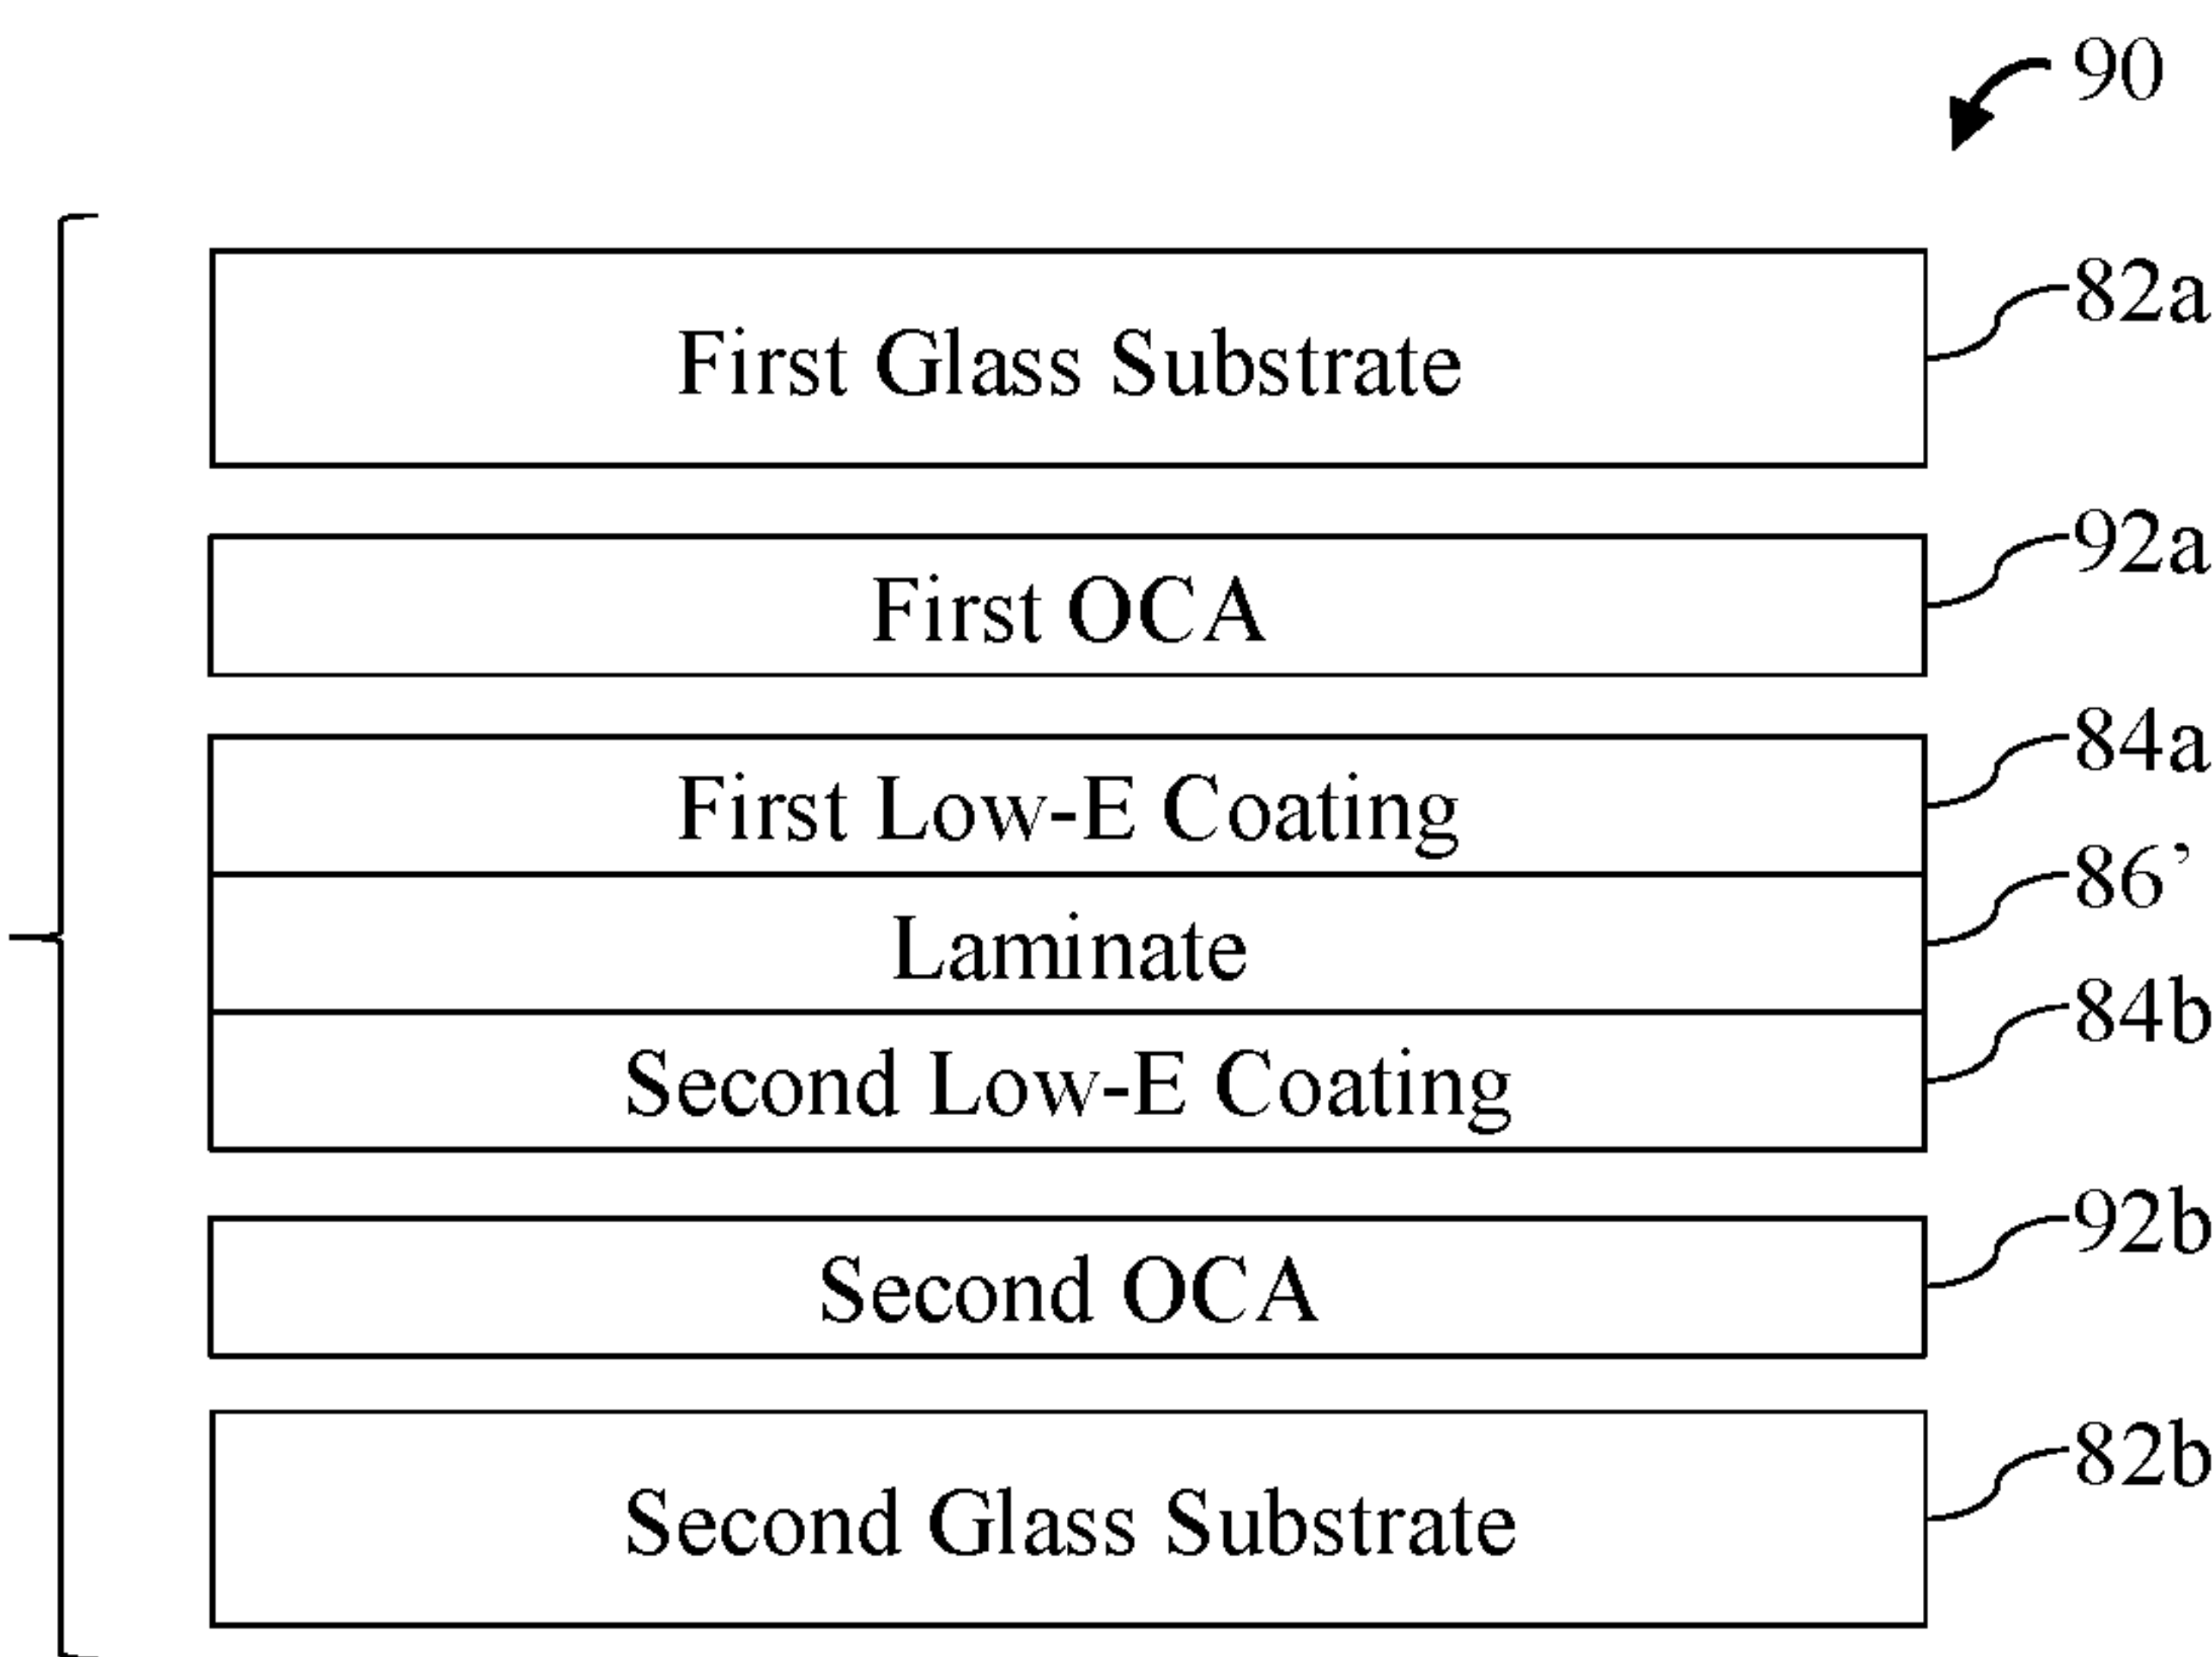 90
First Glass Substrate 82a
First OCA 92a
First Low-E Coating 84a
Laminate 86’
Second Low-E Coating 84b
Second OCA 92b
Second Glass Substrate 82b